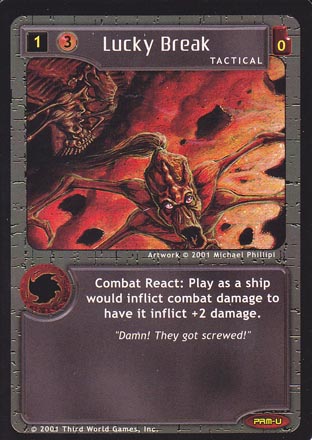 1 3 Lucky Break 0
TACTICAL
Artwork © 2001 Michael Phillipi
Combat React: Play as a ship
would inflict combat damage to
have it inflict +2 damage.
"Damn! They got screwed!"
PRM-U
© 2001 Third World Games, Inc.